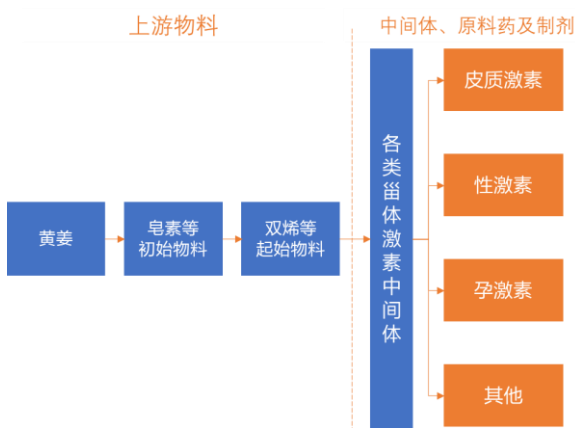 上游物料
中间体、原料药及制剂
黄姜
皂素等
初始物料
双烯等
起始物料
各类甾体激素中间体
皮质激素
性激素
孕激素
其他